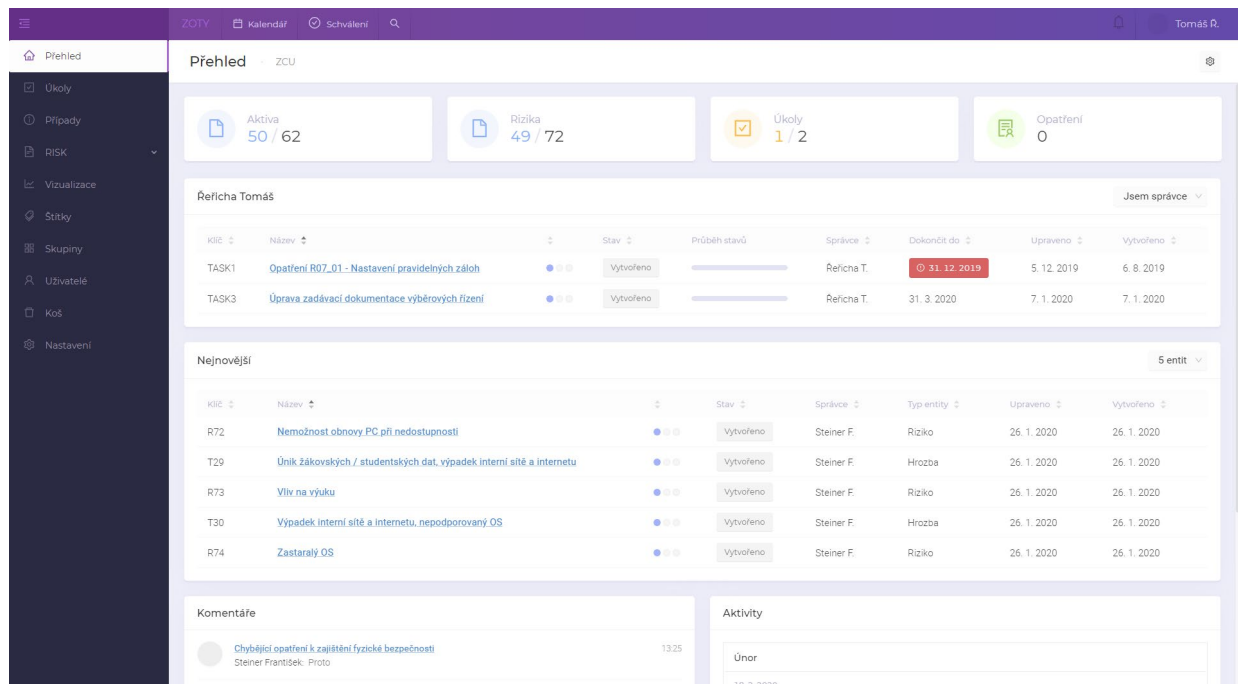 ZOTY Kalendář Schválení Tomáš Ř.
Přehled
Úkoly
Případy
RISK
Vizualizace
Štítky
Skupiny
Uživatelé
Koš
Nastavení
Přehled ZCU
Aktiva
50 / 62
Rizika
49 / 72
Úkoly
1 / 2
Opatření
0
Řeřicha Tomáš Jsem správce
Klíč Název Stav Průběh stavů Správce Dokončit do Upraveno Vytvořeno
TASK1 Opatření R07_01 - Nastavení pravidelných záloh Vytvořeno Řeřicha T. 31. 12. 2019 5. 12. 2019 6. 8. 2019
TASK3 Úprava zadávací dokumentace výběrových řízení Vytvořeno Řeřicha T. 31. 3. 2020 7. 1. 2020 7. 1. 2020
Nejnovější 5 entit
Klíč Název Stav Správce Typ entity Upraveno Vytvořeno
R72 Nemožnost obnovy PC při nedostupnosti Vytvořeno Steiner F. Riziko 26. 1. 2020 26. 1. 2020
T29 Únik žákovských / studentských dat, výpadek interní sítě a internetu Vytvořeno Steiner F. Hrozba 26. 1. 2020 26. 1. 2020
R73 Vliv na výuku Vytvořeno Steiner F. Riziko 26. 1. 2020 26. 1. 2020
T30 Výpadek interní sítě a internetu, nepodporovaný OS Vytvořeno Steiner F. Hrozba 26. 1. 2020 26. 1. 2020
R74 Zastaralý OS Vytvořeno Steiner F. Riziko 26. 1. 2020 26. 1. 2020
Komentáře
Chybějící opatření k zajištění fyzické bezpečnosti 13:25
Steiner František: Proto
Aktivity
Únor